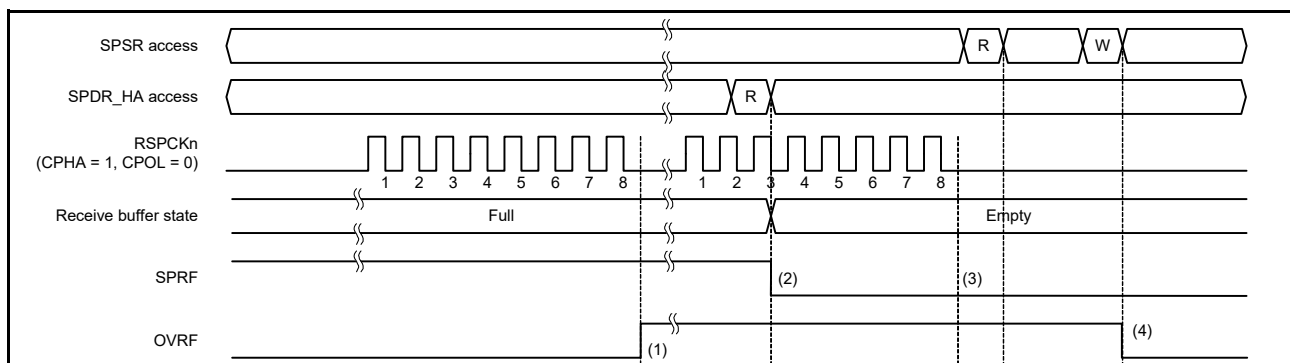 SPSR access
R
W
SPDR_HA access
R
RSPCKn
(CPHA = 1, CPOL = 0)
1 2 3 4 5 6 7 8
1 2 3 4 5 6 7 8
Receive buffer state
Full
Empty
SPRF
(2)
(3)
OVRF
(1)
(4)